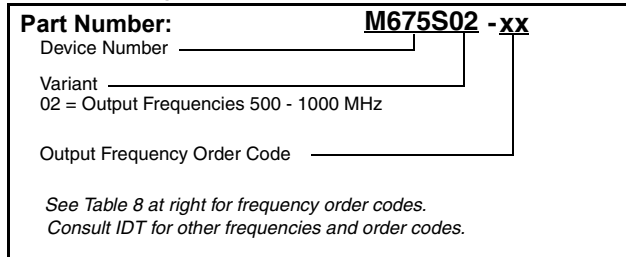 Part Number: M675S02 - xx
Device Number
Variant
02 = Output Frequencies 500 - 1000 MHz
Output Frequency Order Code
See Table 8 at right for frequency order codes.
Consult IDT for other frequencies and order codes.